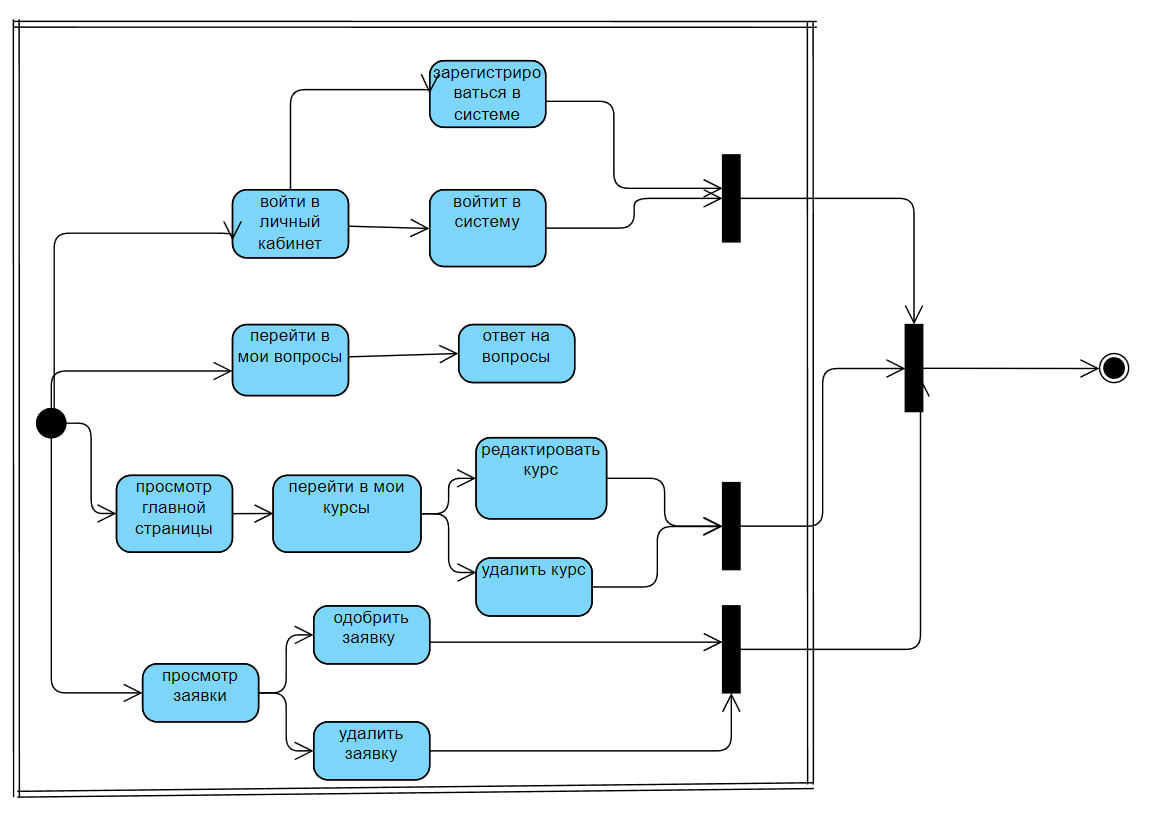 зарегистриро
ваться в
системе
войти в
личный
кабинет
войтит в
систему
перейти в
мои вопросы
ответ на
вопросы
просмотр
главной
страницы
перейти в мои
курсы
редактировать
курс
удалить курс
одобрить
заявку
просмотр
заявки
удалить
заявку